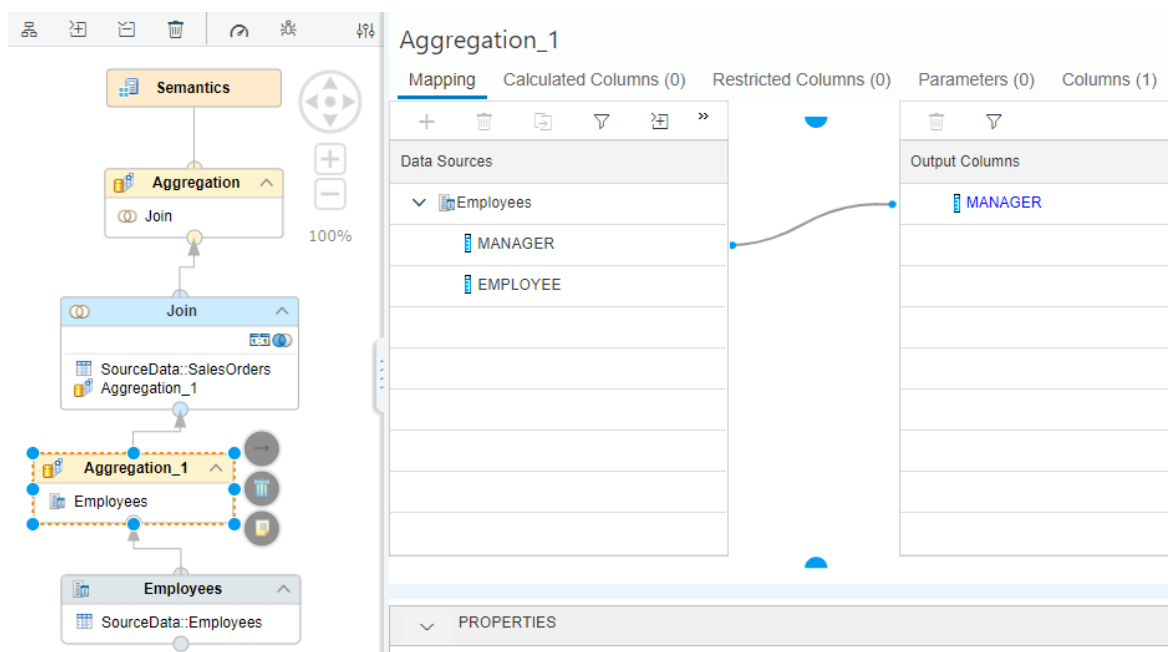 Semantics
Aggregation
Join
100%
Join
SourceData::SalesOrders
Aggregation_1
Aggregation_1
Employees
Employees
SourceData::Employees
Aggregation_1
Mapping Calculated Columns (0) Restricted Columns (0) Parameters (0) Columns (1)
Data Sources
Employees
MANAGER
EMPLOYEE
Output Columns
MANAGER
PROPERTIES